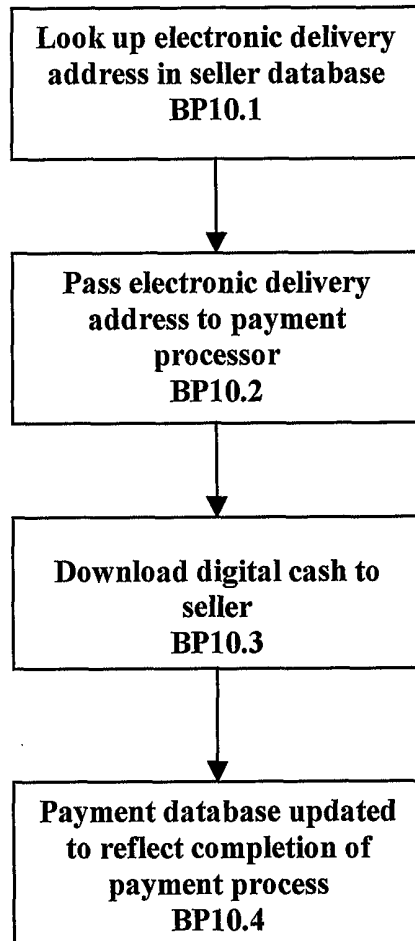 Look up electronic delivery
address in seller database
BP10.1
Pass electronic delivery
address to payment
processor
BP10.2
Download digital cash to
seller
BP10.3
Payment database updated
to reflect completion of
payment process
BP10.4